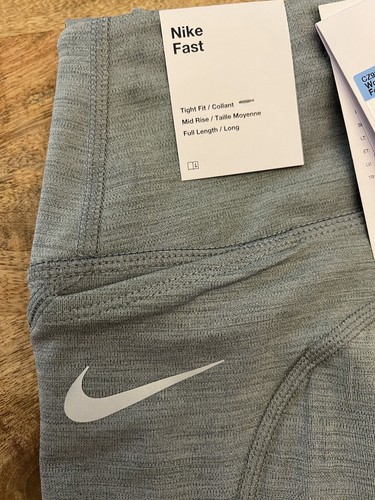 Nike
Fast
Tight Fit / Collant
Mid Rise / Taille Moyenne
Full Length / Long